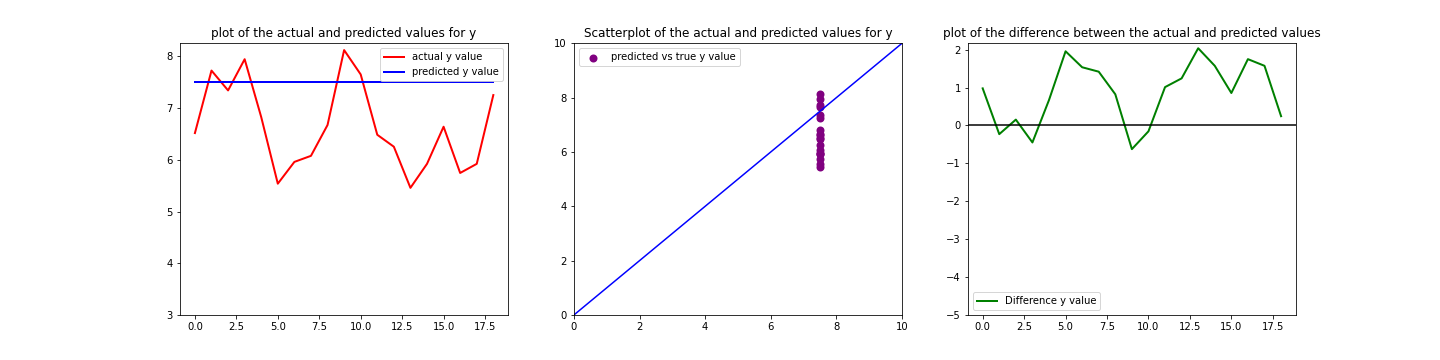 plot of the actual and predicted values for y
actual y value
predicted y value
8
7
6
5
4
3
0.0 2.5 5.0 7.5 10.0 12.5 15.0 17.5
Scatterplot of the actual and predicted values for y
predicted vs true y value
10
8
6
4
2
0
0 2 4 6 8 10
plot of the difference between the actual and predicted values
2
1
0
−1
−2
−3
−4
−5
Difference y value
0.0 2.5 5.0 7.5 10.0 12.5 15.0 17.5